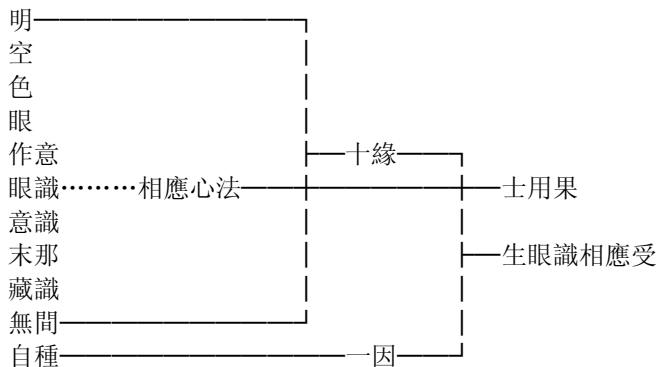 明
空
色
眼
作意 十緣
眼識………相應心法 士用果
意識
末那 生眼識相應受
藏識
無間
自種 一因